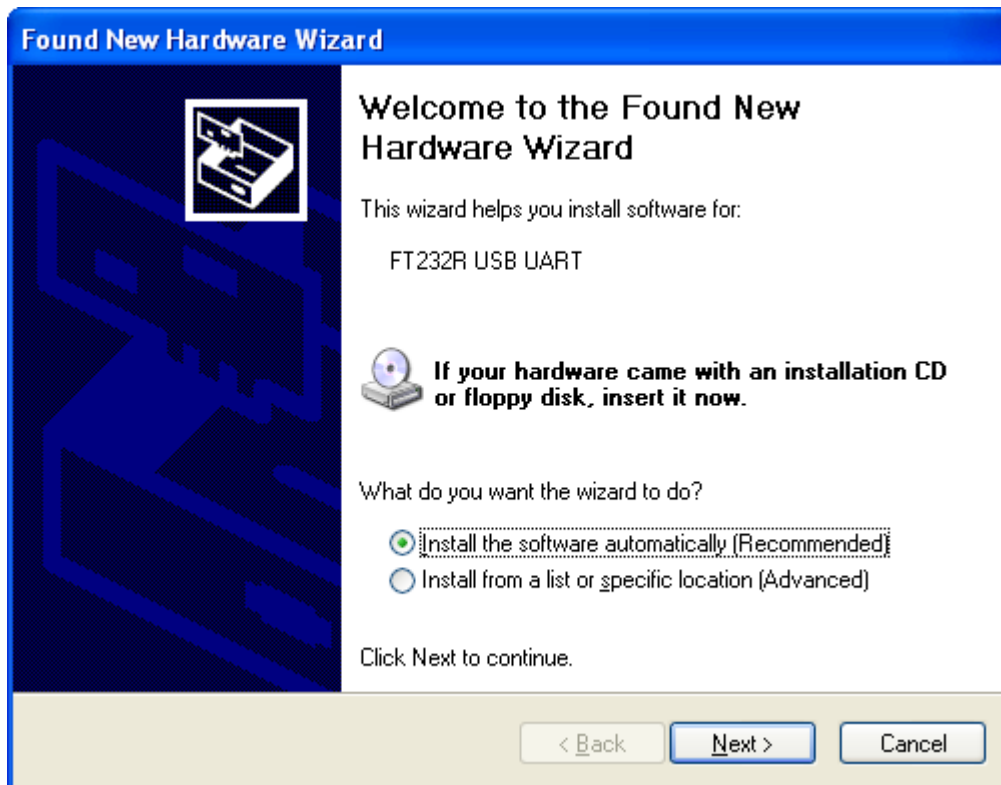 Found New Hardware Wizard
Welcome to the Found New
Hardware Wizard
This wizard helps you install software for:
FT232R USB UART
If your hardware came with an installation CD
or floppy disk, insert it now.
What do you want the wizard to do?
Install the software automatically (Recommended)
Install from a list or specific location (Advanced)
Click Next to continue.
< Back
Next >
Cancel